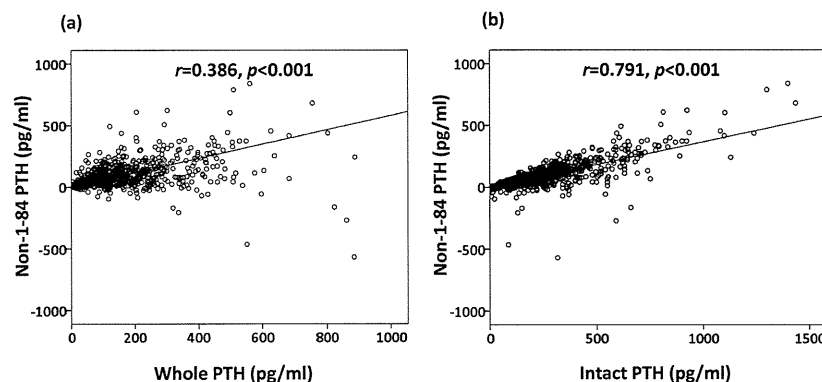 (a)
r=0.386, p<0.001
Non-1-84 PTH (pg/ml)
1000
500
0
-500
-1000
0 200 400 600 800 1000
Whole PTH (pg/ml)
(b)
r=0.791, p<0.001
Non-1-84 PTH (pg/ml)
1000
500
0
-500
-1000
0 500 1000 1500
Intact PTH (pg/ml)